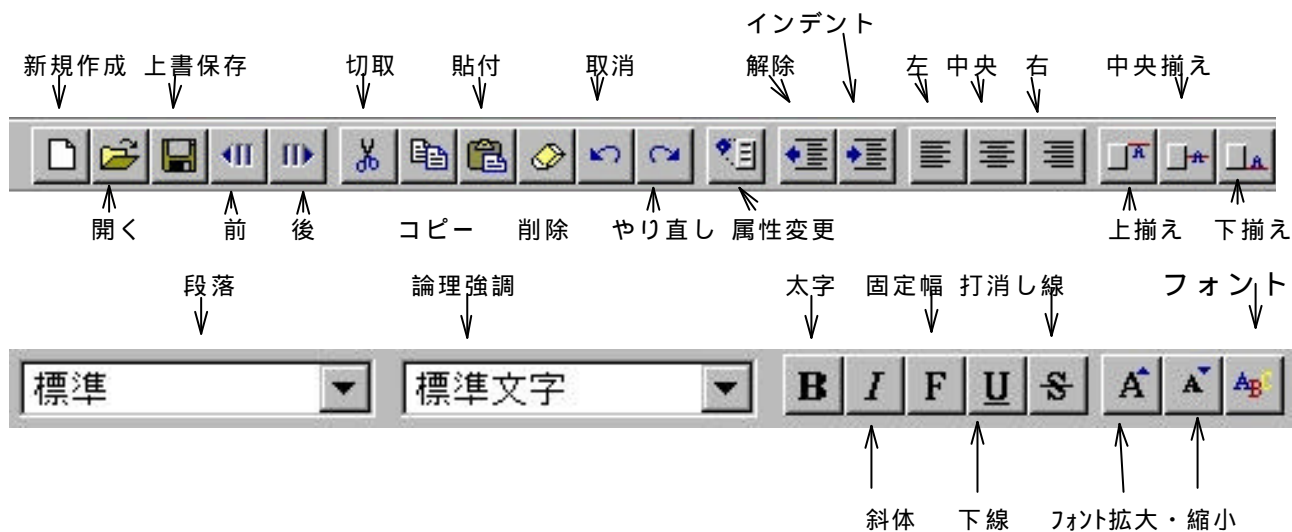 インデント
新規作成 上書保存 切取 貼付 取消 解除 左 中央 右 中央揃え
開く 前 後 コピー 削除 やり直し 属性変更 上揃え 下揃え
段落 論理強調 太字 固定幅 打消し線 フォント
標準 標準文字 B I F U S A A ABC
斜体 下線 フォント拡大・縮小